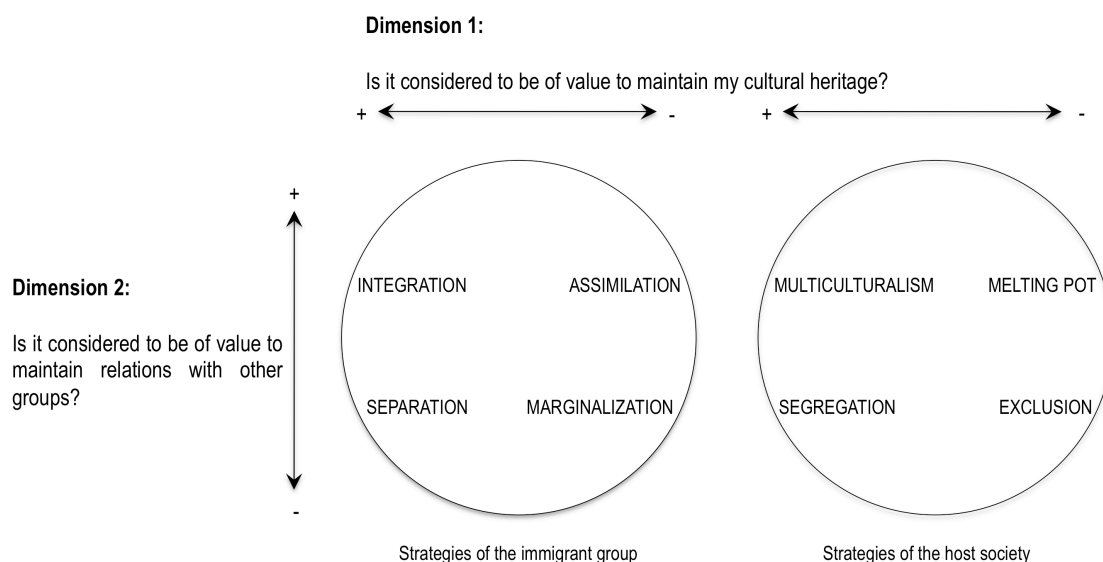 Dimension 1:
Is it considered to be of value to maintain my cultural heritage?
+ - + -
+
Dimension 2:
Is it considered to be of value to
maintain relations with other
groups?
-
INTEGRATION ASSIMILATION
SEPARATION MARGINALIZATION
Strategies of the immigrant group
MULTICULTURALISM MELTING POT
SEGREGATION EXCLUSION
Strategies of the host society